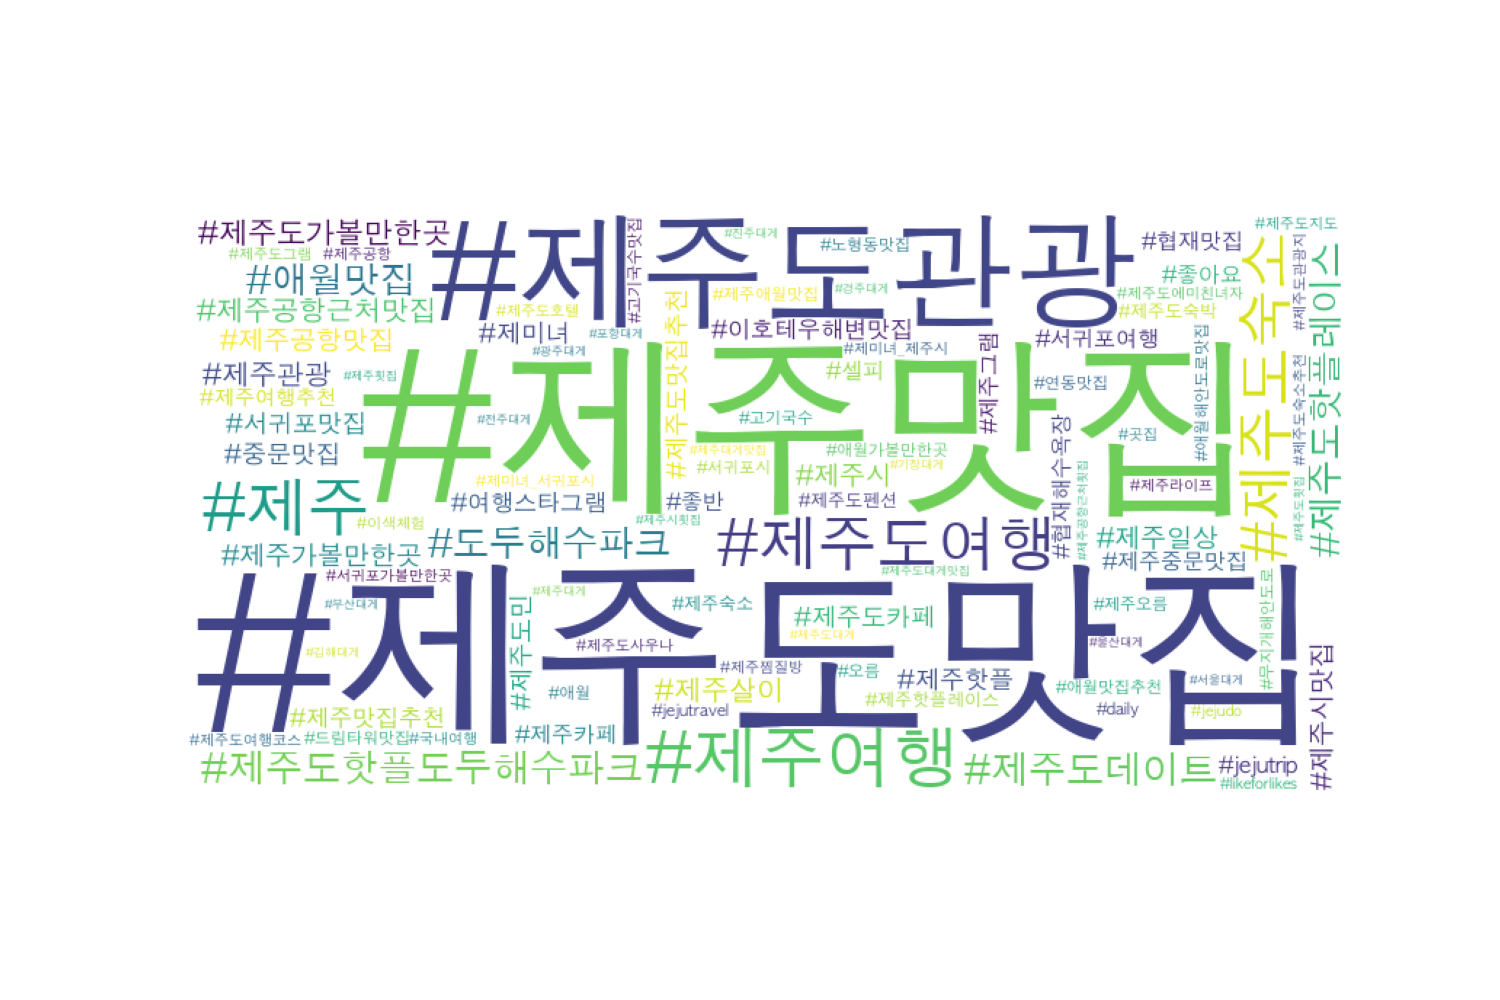 #제주도가볼만한곳
#제주도관광
#고기국수맛집
#진주대게
#노형동맛집
#협재맛집
#제주도지도
#제주도그램
#제주공항
#애월맛집
#좋아요
#제주도숙소
#제주도관광지
#제주도핫플레이스
#제주공항근처맛집
#제주도호텔
#제주도맛집추천
#제주애월맛집
#경주대게
#제주도에미친녀자
#제주도숙박
#제주공항맛집
#제미녀
#포항대게
#이호테우해변맛집
#제미녀_제주시
#제주그램
#서귀포여행
#애월해안도로맛집
#광주대게
#제주맛집
#제주관광
#제주횟집
#셀피
#연동맛집
#제주도숙소추천
#제주여행추천
#서귀포맛집
#전주대게
#고기국수
#협재해수욕장
#곳집
#중문맛집
#제주대게맛집
#애월가볼만한곳
#서귀포시
#기장대게
#제주공항근처횟집
#제주도횟집
#제미녀_서귀포시
#제주시
#제주라이프
#제주
#여행스타그램
#좋반
#제주도펜션
#이색체험
#제주시횟집
#제주도여행
#제주일상
#제주가볼만한곳
#도두해수파크
#제주중문맛집
#서귀포가볼만한곳
#제주도맛집
#제주도대게맛집
#무지개해안도로
#부산대게
#제주도민
#제주대게
#제주숙소
#제주도카페
#제주오름
#김해대게
#제주도사우나
#제주도대게
#울산대게
#제주시맛집
#애월
#제주찜질방
#오름
#제주핫플
#서울대게
#제주살이
#애월맛집추천
#제주맛집추천
#jejutravel
#제주핫플레이스
#daily
#jejudo
#제주도여행코스
#드림타워맛집
#국내여행
#제주카페
#제주도핫플도두해수파크
#제주여행
#제주도데이트
#jejutrip
#likeforlikes